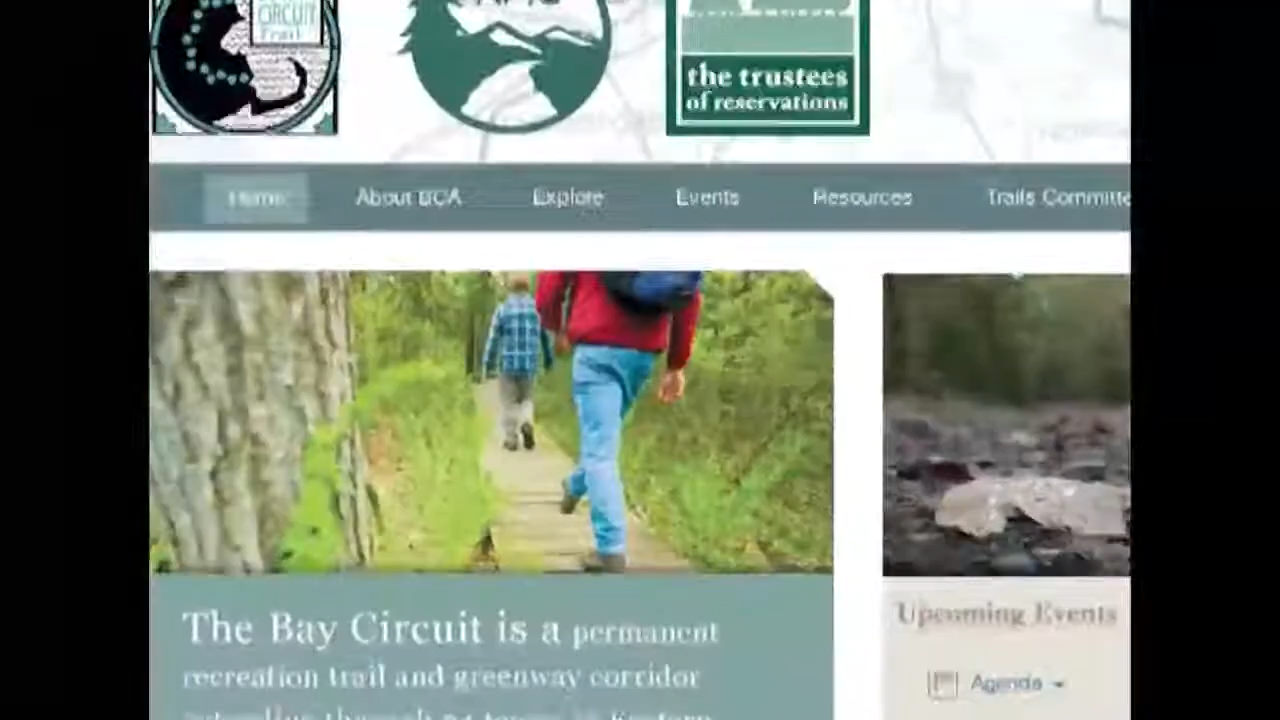 CIRCUIT
Trail
the trustees
of reservations
Home About BCA Explore Events Resources Trails Committe
The Bay Circuit is a permanent
recreation trail and greenway corridor
Upcoming Events
Agenda